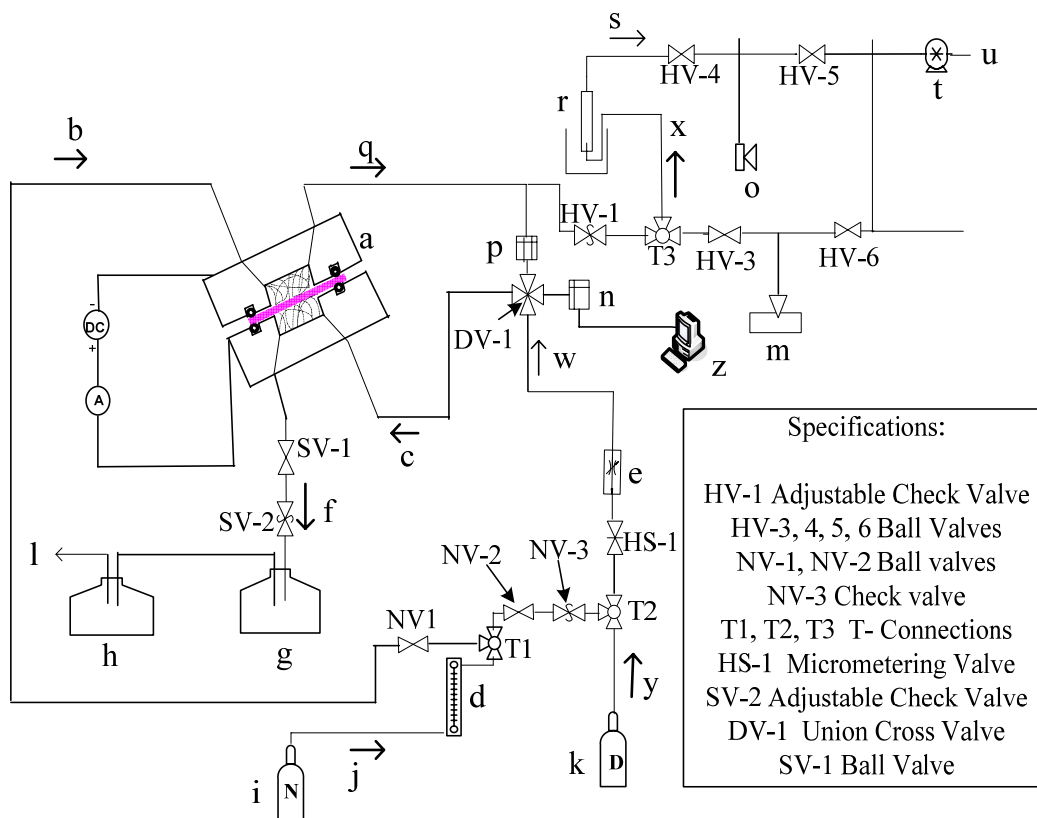 s
HV-4
HV-5
u
t
r
x
o
b
q
HV-1
T3
HV-3
HV-6
a
p
n
m
DV-1
w
z
-
DC
+
A
c
SV-1
f
SV-2
e
HS-1
NV-2
NV-3
l
T2
NV1
T1
h
g
d
y
j
k
D
i
N
Specifications:
HV-1 Adjustable Check Valve
HV-3, 4, 5, 6 Ball Valves
NV-1, NV-2 Ball valves
NV-3 Check valve
T1, T2, T3 T- Connections
HS-1 Micrometering Valve
SV-2 Adjustable Check Valve
DV-1 Union Cross Valve
SV-1 Ball Valve